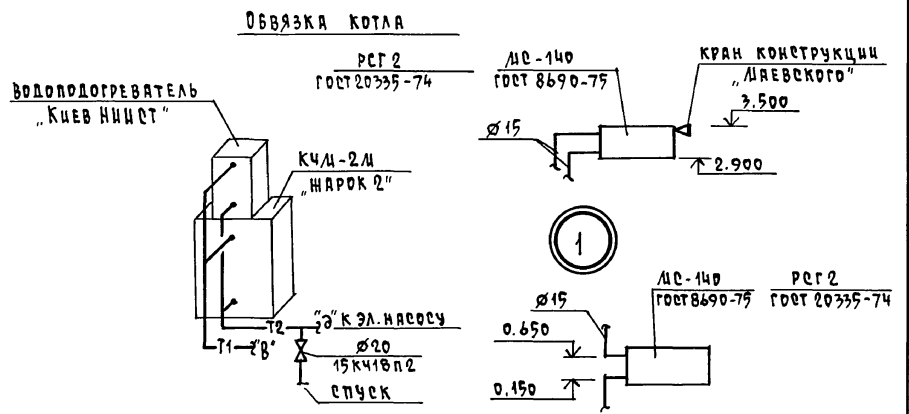 ОБВЯЗКА КОТЛА
РСГ 2
ГОСТ 20335-74
МС-140
ГОСТ 8690-75
КРАН КОНСТРУКЦИИ
„МАЕВСКОГО"
ВОДОПОДОГРЕВАТЕЛЬ
„КИЕВ НИИСТ"
3.500
Ø15
2.900
КЧМ-2М
„ЖАРОК 2"
1
МС-140
ГОСТ 8690-75
РСГ 2
ГОСТ 20335-74
Ø15
0.650
0.150
Т2
"Э" К ЭЛ. НАСОСУ
Т1
"В"
Ø20
15КЧ18П2
СПУСК